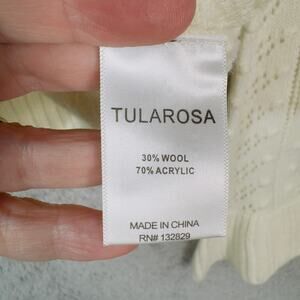 TULAROSA
30% WOOL
70% ACRYLIC
MADE IN CHINA
RN# 132829